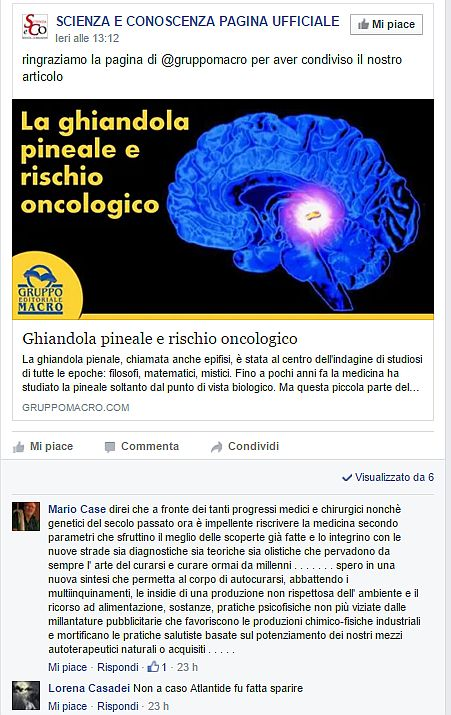 SCIENZA E CONOSCENZA PAGINA UFFICIALE
Mi piace
Ieri alle 13:12
ringraziamo la pagina di @gruppomacro per aver condiviso il nostro
articolo
La ghiandola
pineale e
rischio
oncologico
GRUPPO
EDITORIALE
MACRO
Ghiandola pineale e rischio oncologico
La ghiandola pienale, chiamata anche epifisi, è stata al centro dell'indagine di studiosi
di tutte le epoche: filosofi, matematici, mistici. Fino a pochi anni fa la medicina ha
studiato la pineale soltanto dal punto di vista biologico. Ma questa piccola parte del...
GRUPPOMACRO.COM
Mi piace Commenta Condividi
Visualizzato da 6
Mario Case direi che a fronte dei tanti progressi medici e chirurgici nonchè
genetici del secolo passato ora è impellente riscrivere la medicina secondo
parametri che sfruttino il meglio delle scoperte già fatte e lo integrino con le
nuove strade sia diagnostiche sia teoriche sia olistiche che pervadono da
sempre l' arte del curarsi e curare ormai da millenni . . . . . . . spero in una
nuova sintesi che permetta al corpo di autocurarsi, abbattendo i
multiinquinamenti, le insidie di una produzione non rispettosa dell' ambiente e il
ricorso ad alimentazione, sostanze, pratiche psicofisiche non più viziate dalle
millantature pubblicitarie che favoriscono le produzioni chimico-fisiche industriali
e mortificano le pratiche salutiste basate sul potenziamento dei nostri mezzi
autoterapeutici naturali o acquisiti . . . . .
Mi piace · Rispondi · 1 · 23 h
Lorena Casadei Non a caso Atlantide fu fatta sparire
Mi piace · Rispondi · 23 h